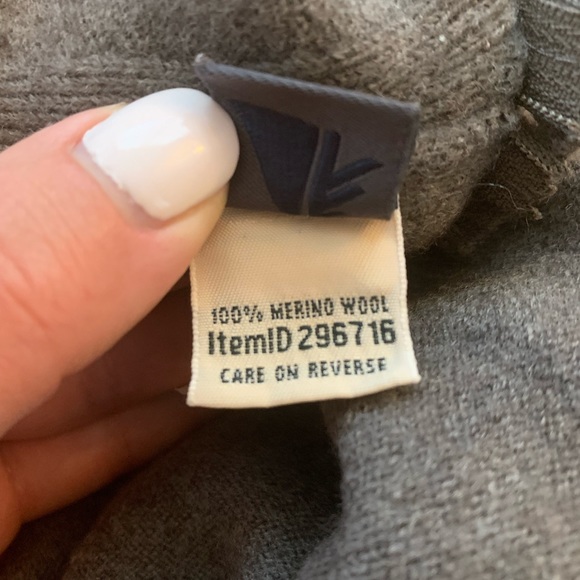 100% MERINO WOOL
ItemID 296716
CARE ON REVERSE